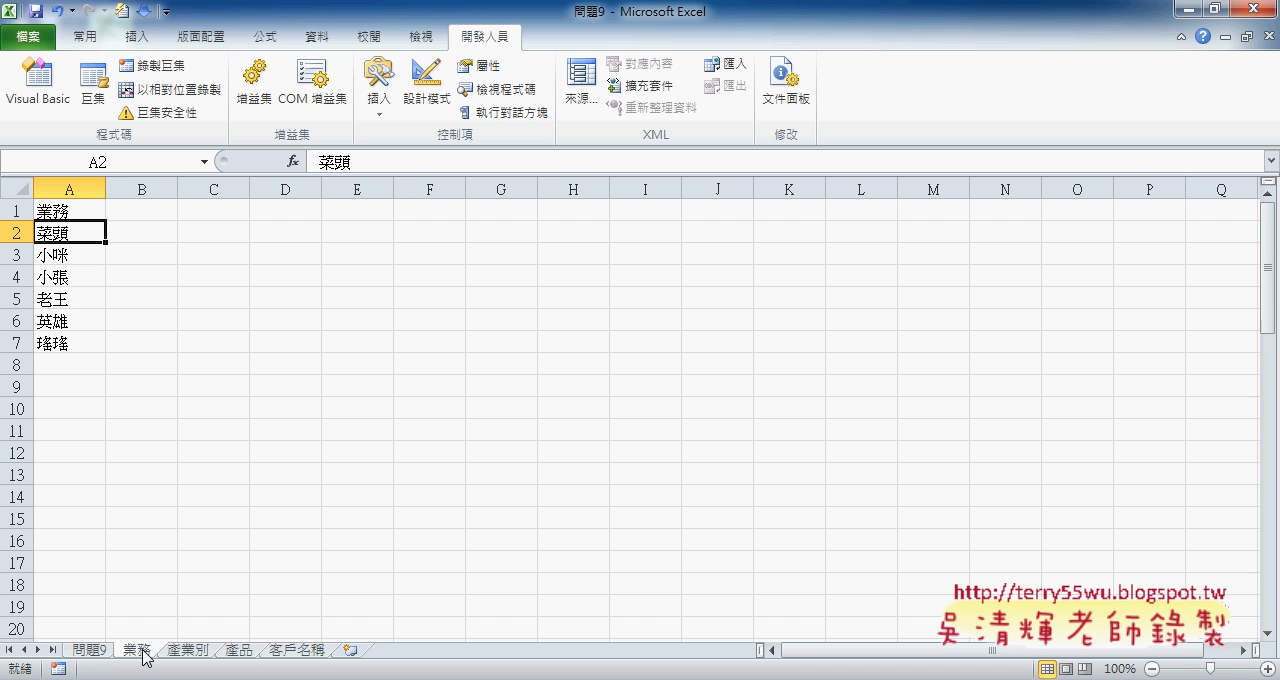 問題9 - Microsoft Excel
檔案 常用 插入 版面配置 公式 資料 校閱 檢視 開發人員
Visual Basic 巨集 錄製巨集 以相對位置錄製 巨集安全性 增益集 COM 增益集 插入 設計模式 屬性 檢視程式碼 執行對話方塊 來源... 對應內容 擴充套件 重新整理資料 匯入 匯出 文件面板
程式碼 增益集 控制項 XML 修改
A2 fx 菜頭
A B C D E F G H I J K L M N O P Q
1 業務
2 菜頭
3 小咪
4 小張
5 老王
6 英雄
7 瑤瑤
8
9
10
11
12
13
14
15
16
17
18
19
20
http://terry55wu.blogspot.tw
吳清輝老師錄製
問題9 業務 產業別 產品 客戶名稱
就緒 100%